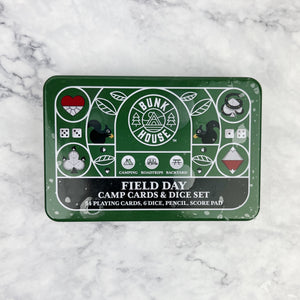 BUNK
HOUSE
CAMPING ROADTRIPS BACKYARD
FIELD DAY
CAMP CARDS & DICE SET
54 PLAYING CARDS, 6 DICE, PENCIL, SCORE PAD